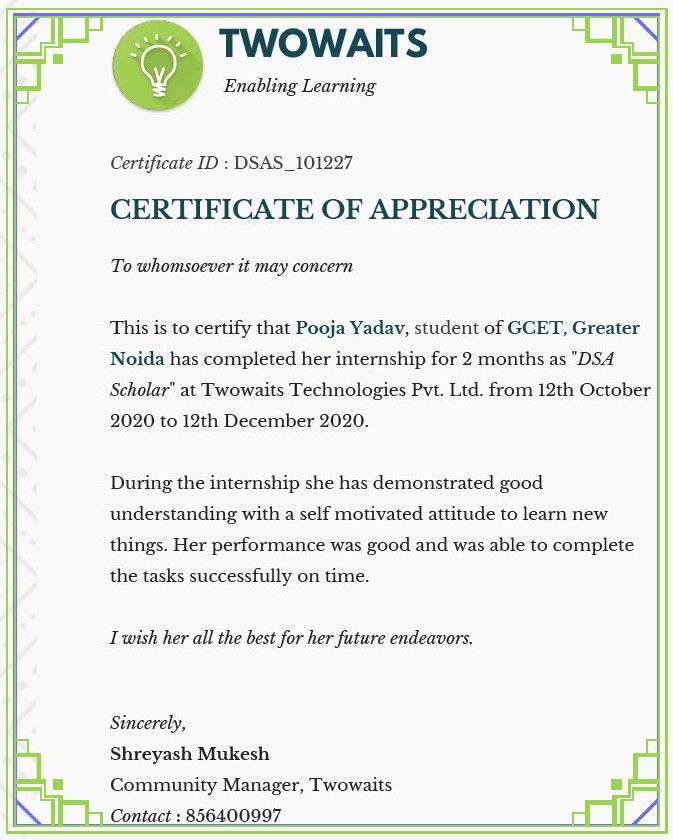 TWOWAITS
Enabling Learning
Certificate ID : DSAS_101227
CERTIFICATE OF APPRECIATION
To whomsoever it may concern
This is to certify that Pooja Yadav, student of GCET, Greater
Noida has completed her internship for 2 months as "DSA
Scholar" at Twowaits Technologies Pvt. Ltd. from 12th October
2020 to 12th December 2020.
During the internship she has demonstrated good
understanding with a self motivated attitude to learn new
things. Her performance was good and was able to complete
the tasks successfully on time.
I wish her all the best for her future endeavors.
Sincerely,
Shreyash Mukesh
Community Manager, Twowaits
Contact : 856400997